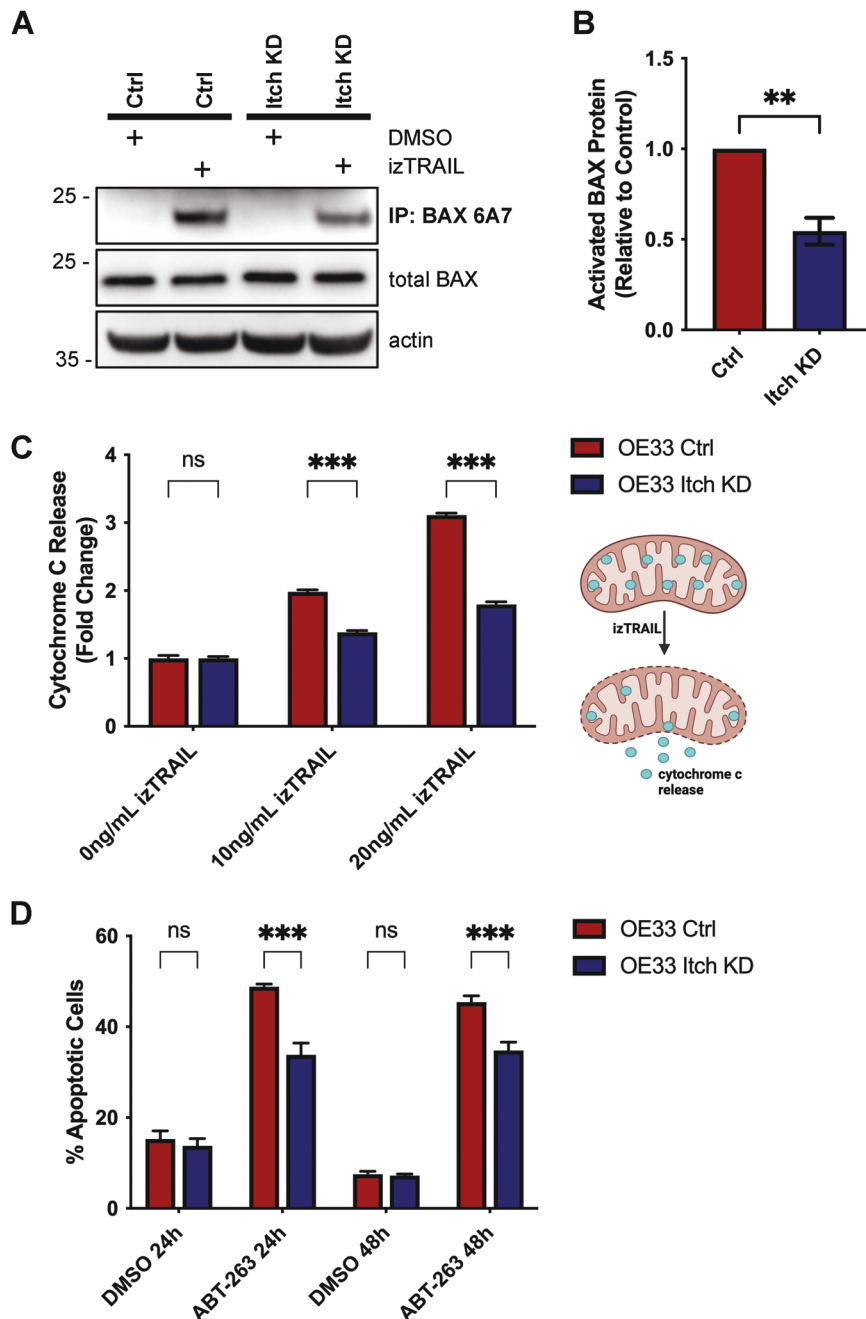 A
Ctrl
Ctrl
Itch KD
Itch KD
+ + DMSO
+ + izTRAIL
25 -
IP: BAX 6A7
25 -
total BAX
actin
35 -
B
Activated BAX Protein
(Relative to Control)
1.5
1.0
0.5
0.0
**
Ctrl
Itch KD
C
Cytochrome C Release
(Fold Change)
4
3
2
1
0
ns
***
***
0ng/mL izTRAIL
10ng/mL izTRAIL
20ng/mL izTRAIL
OE33 Ctrl
OE33 Itch KD
izTRAIL
cytochrome c
release
D
% Apoptotic Cells
60
40
20
0
ns
***
ns
***
DMSO 24h
ABT-263 24h
DMSO 48h
ABT-263 48h
OE33 Ctrl
OE33 Itch KD